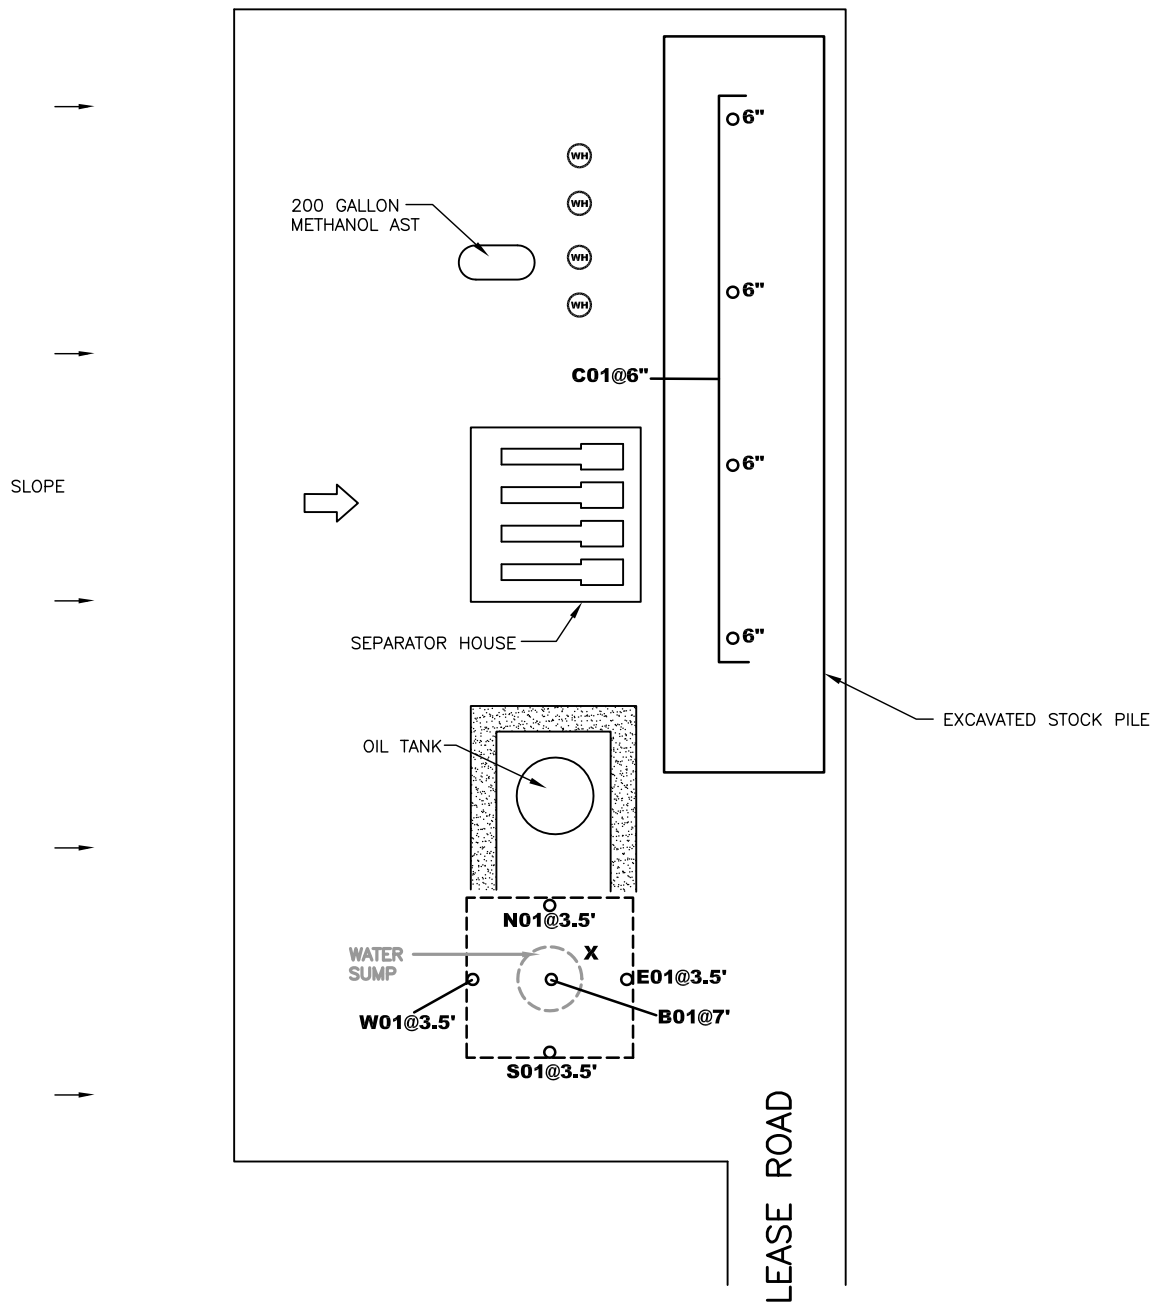 6"
WH
200 GALLON
METHANOL AST
WH
WH
6"
WH
C01@6"
6"
SLOPE
6"
SEPARATOR HOUSE
EXCAVATED STOCK PILE
OIL TANK
N01@3.5'
WATER
SUMP
X
E01@3.5'
W01@3.5'
B01@7'
S01@3.5'
LEASE ROAD